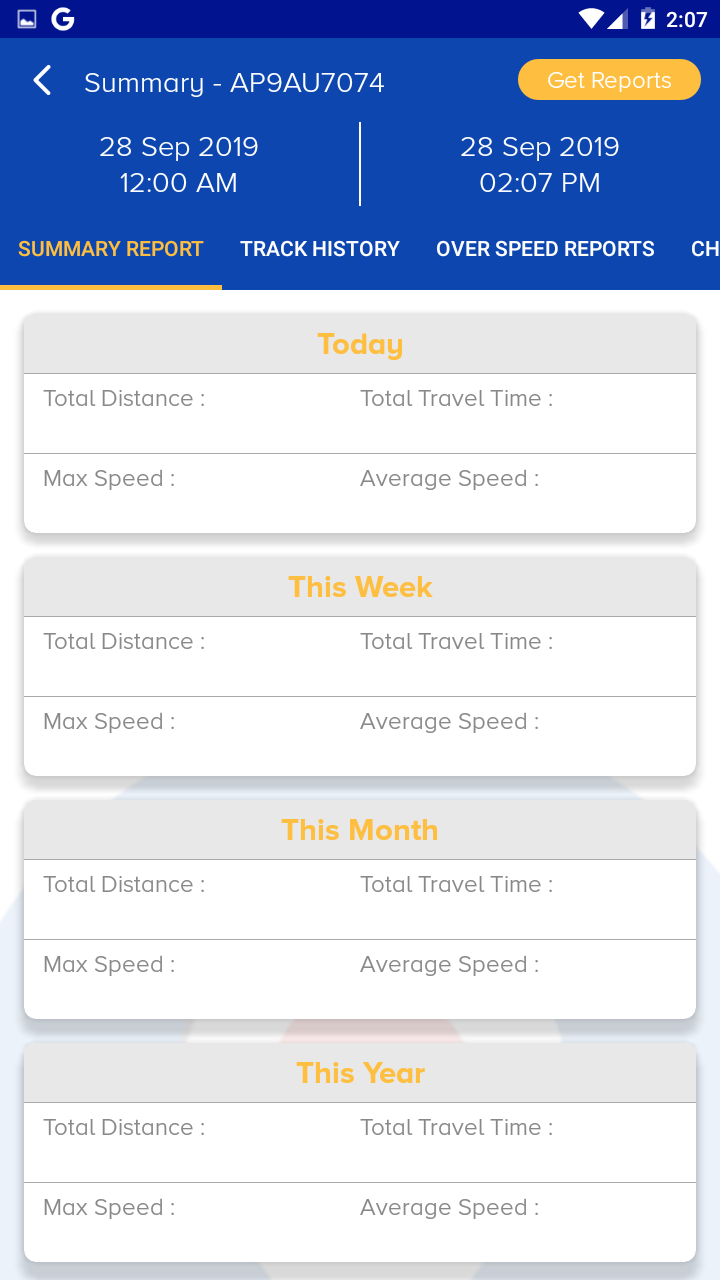 2:07
Summary - AP9AU7074
Get Reports
28 Sep 2019
12:00 AM
28 Sep 2019
02:07 PM
SUMMARY REPORT
TRACK HISTORY
OVER SPEED REPORTS
CH
Today
Total Distance :
Total Travel Time :
Max Speed :
Average Speed :
This Week
Total Distance :
Total Travel Time :
Max Speed :
Average Speed :
This Month
Total Distance :
Total Travel Time :
Max Speed :
Average Speed :
This Year
Total Distance :
Total Travel Time :
Max Speed :
Average Speed :